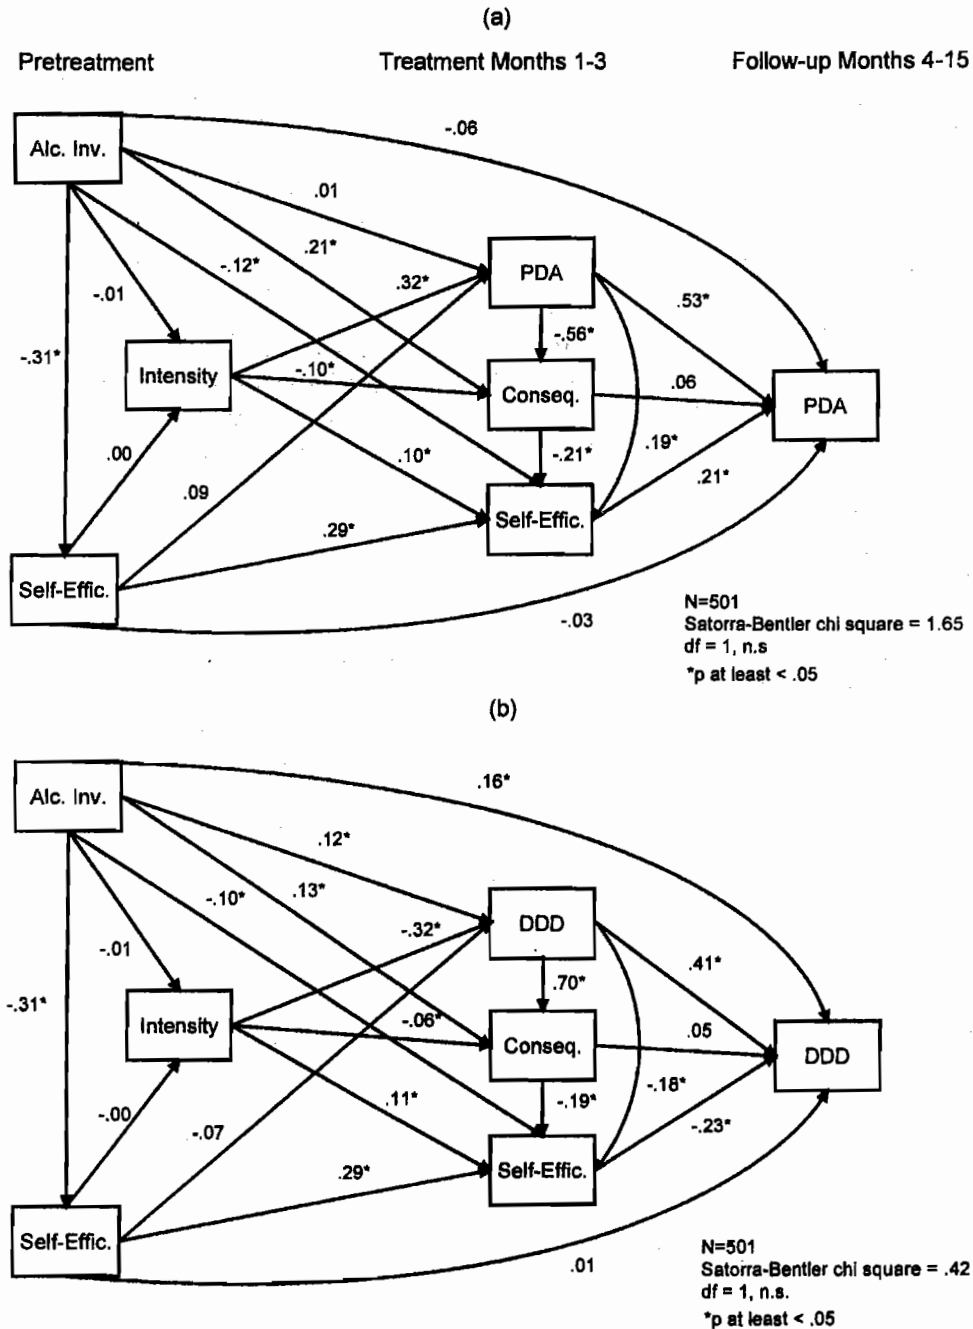 (a)
Pretreatment Treatment Months 1-3 Follow-up Months 4-15
-.06
Alc. Inv.
.01
.21*
-.12*
.32*
PDA
-.01
.53*
-.56*
-.31*
Intensity
-.10*
.06
Conseq.
PDA
.00
.10*
-.21*
.19*
.09
.21*
Self-Effic.
.29*
Self-Effic.
-.03
N=501
Satorra-Bentler chi square = 1.65
df = 1, n.s
*p at least < .05
(b)
.16*
Alc. Inv.
.12*
-.10*
.13*
-.32*
DDD
-.01
.41*
.70*
-.31*
Intensity
-.06*
.05
Conseq.
DDD
-.00
.11*
-.19*
-.18*
-.07
-.23*
.29*
Self-Effic.
Self-Effic.
.01
N=501
Satorra-Bentler chi square = .42
df = 1, n.s.
*p at least < .05